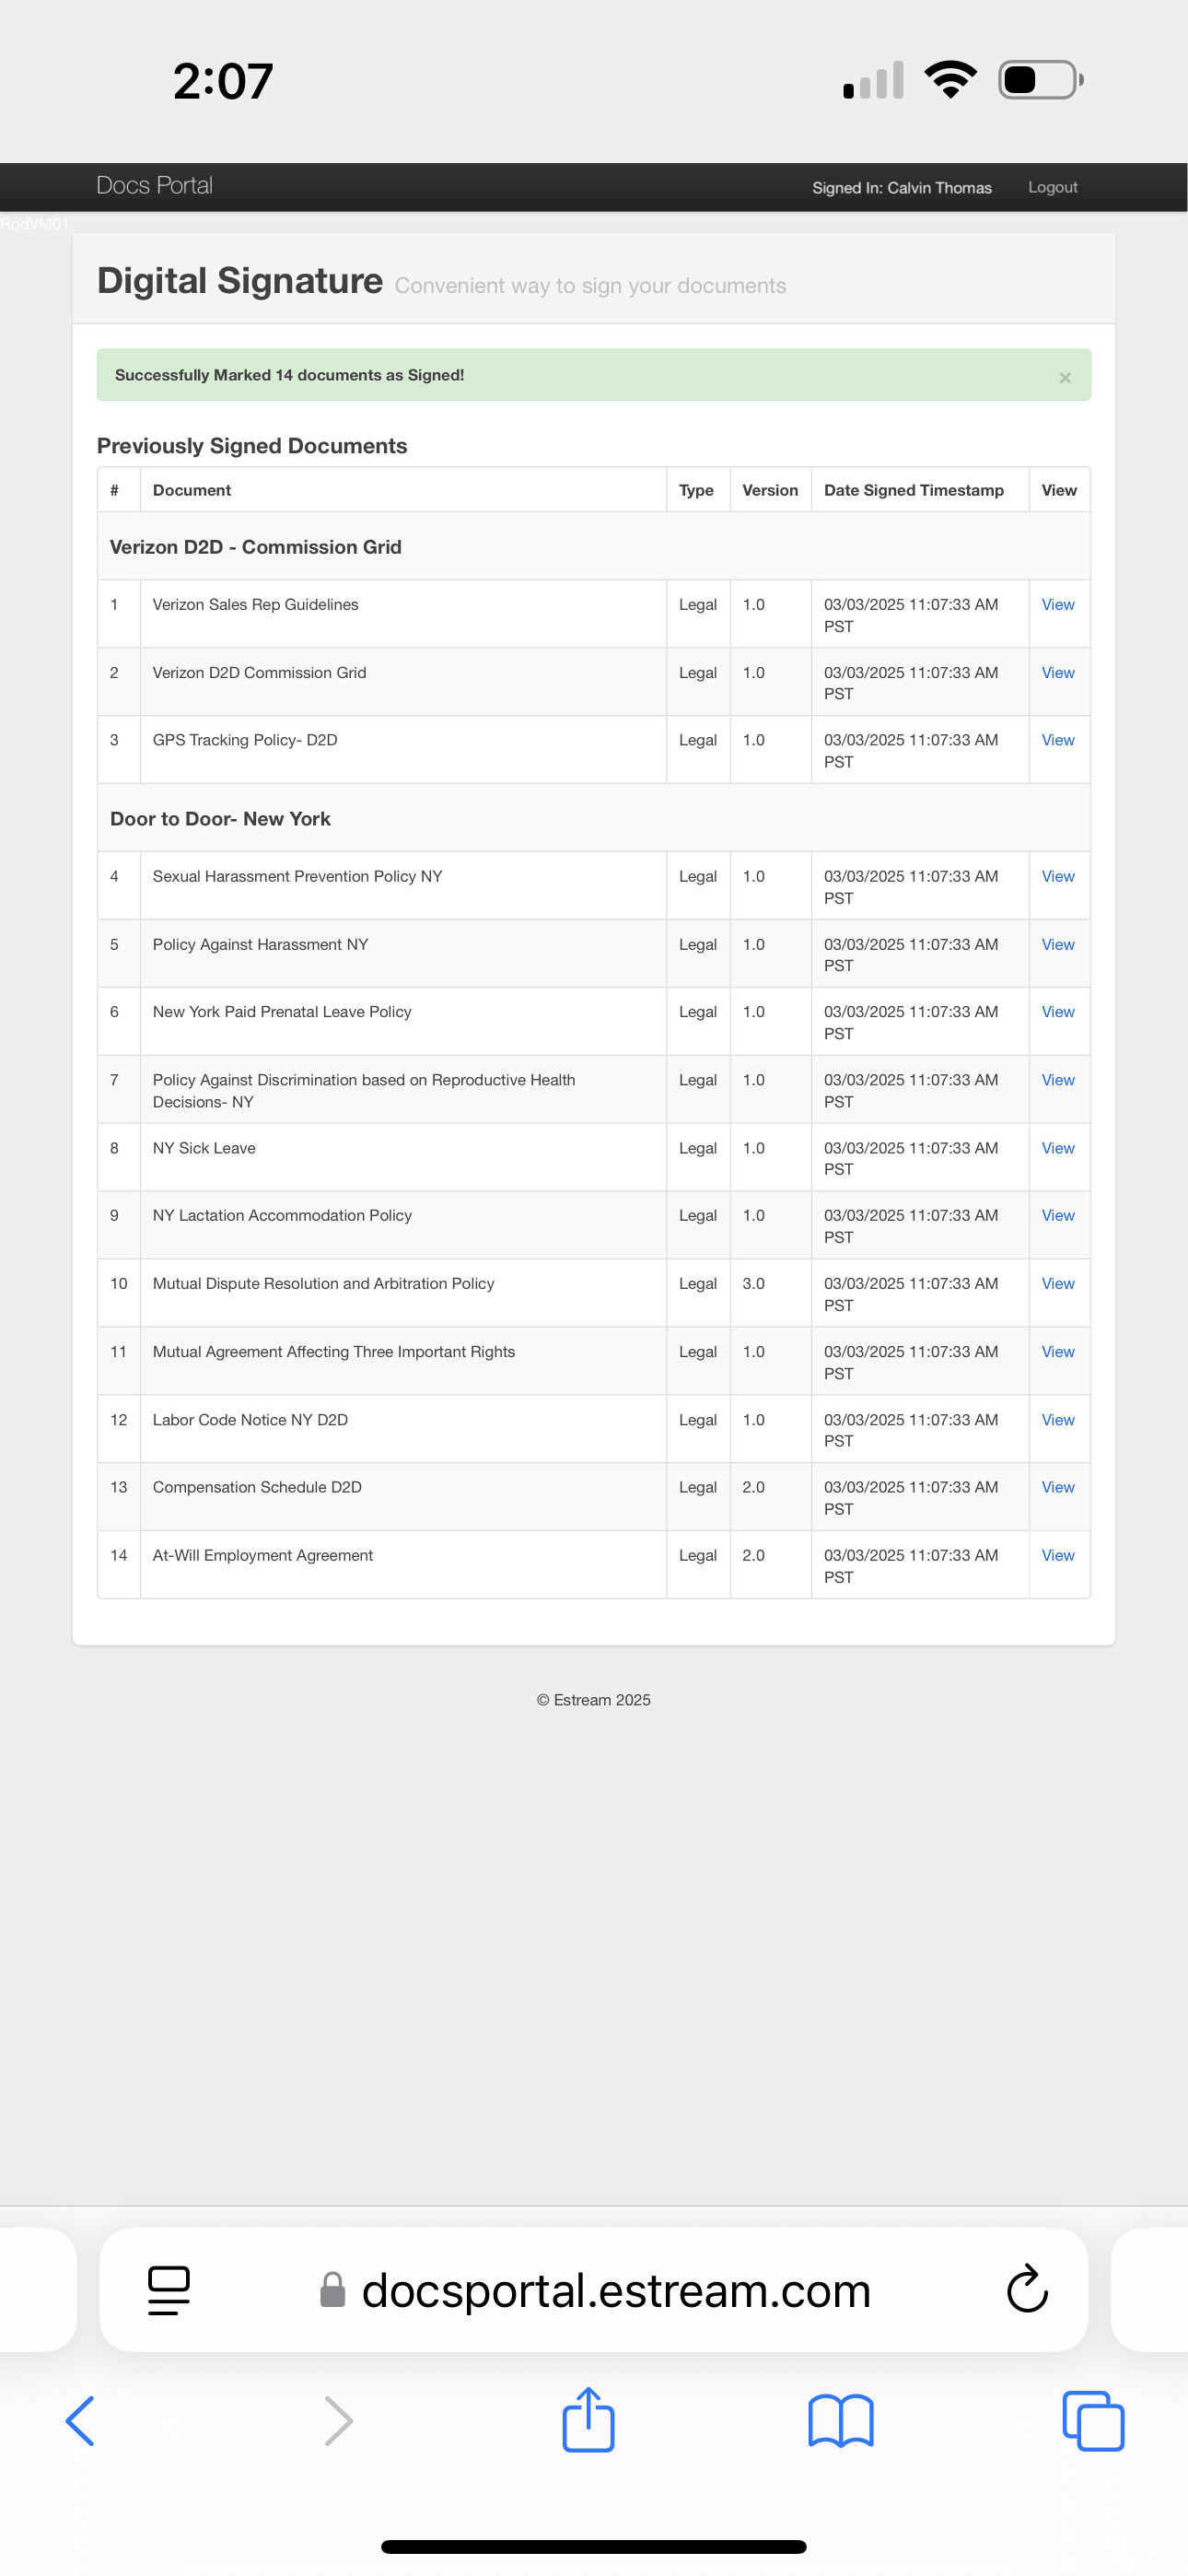 2:07
Docs Portal
Signed In: Calvin Thomas
Logout
RodVM01
Digital Signature Convenient way to sign your documents
Successfully Marked 14 documents as Signed!
×
Previously Signed Documents
# Document Type Version Date Signed Timestamp View
Verizon D2D - Commission Grid
1 Verizon Sales Rep Guidelines Legal 1.0 03/03/2025 11:07:33 AM View
PST
2 Verizon D2D Commission Grid Legal 1.0 03/03/2025 11:07:33 AM View
PST
3 GPS Tracking Policy- D2D Legal 1.0 03/03/2025 11:07:33 AM View
PST
Door to Door- New York
4 Sexual Harassment Prevention Policy NY Legal 1.0 03/03/2025 11:07:33 AM View
PST
5 Policy Against Harassment NY Legal 1.0 03/03/2025 11:07:33 AM View
PST
6 New York Paid Prenatal Leave Policy Legal 1.0 03/03/2025 11:07:33 AM View
PST
7 Policy Against Discrimination based on Reproductive Health Legal 1.0 03/03/2025 11:07:33 AM View
Decisions- NY PST
8 NY Sick Leave Legal 1.0 03/03/2025 11:07:33 AM View
PST
9 NY Lactation Accommodation Policy Legal 1.0 03/03/2025 11:07:33 AM View
PST
10 Mutual Dispute Resolution and Arbitration Policy Legal 3.0 03/03/2025 11:07:33 AM View
PST
11 Mutual Agreement Affecting Three Important Rights Legal 1.0 03/03/2025 11:07:33 AM View
PST
12 Labor Code Notice NY D2D Legal 1.0 03/03/2025 11:07:33 AM View
PST
13 Compensation Schedule D2D Legal 2.0 03/03/2025 11:07:33 AM View
PST
14 At-Will Employment Agreement Legal 2.0 03/03/2025 11:07:33 AM View
PST
© Estream 2025
docsportal.estream.com